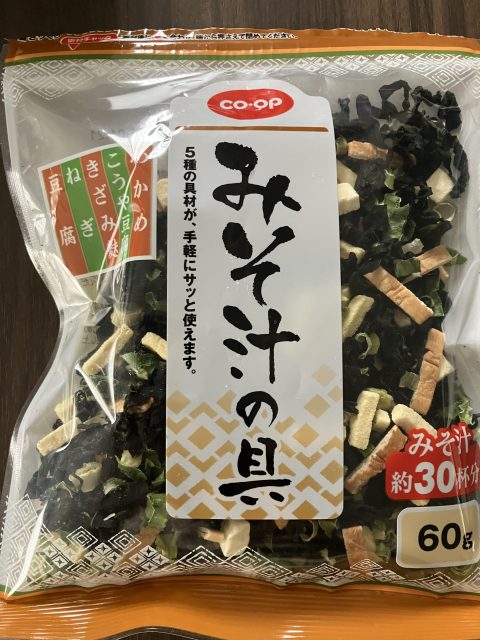 CO·OP
みそ汁の具
5種の具材が、手軽にサッと使えます。
わかめ
こうや豆腐
きざみ麩
ねぎ
みそ汁
約30杯分
60g